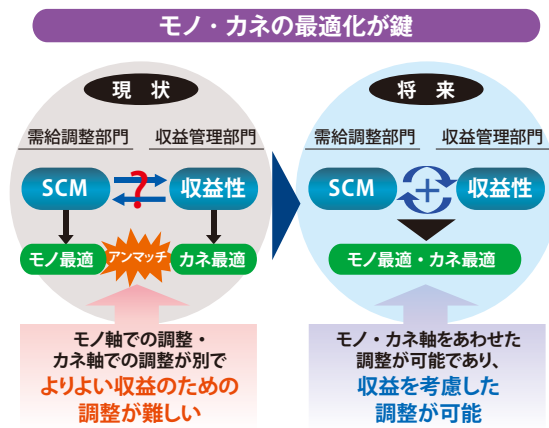 モノ・カネの最適化が鍵
現 状
需給調整部門 収益管理部門
SCM ? 収益性
モノ最適 アンマッチ カネ最適
モノ軸での調整・
カネ軸での調整が別で
よりよい収益のための
調整が難しい
将 来
需給調整部門 収益管理部門
SCM + 収益性
モノ最適・カネ最適
モノ・カネ軸をあわせた
調整が可能であり、
収益を考慮した
調整が可能